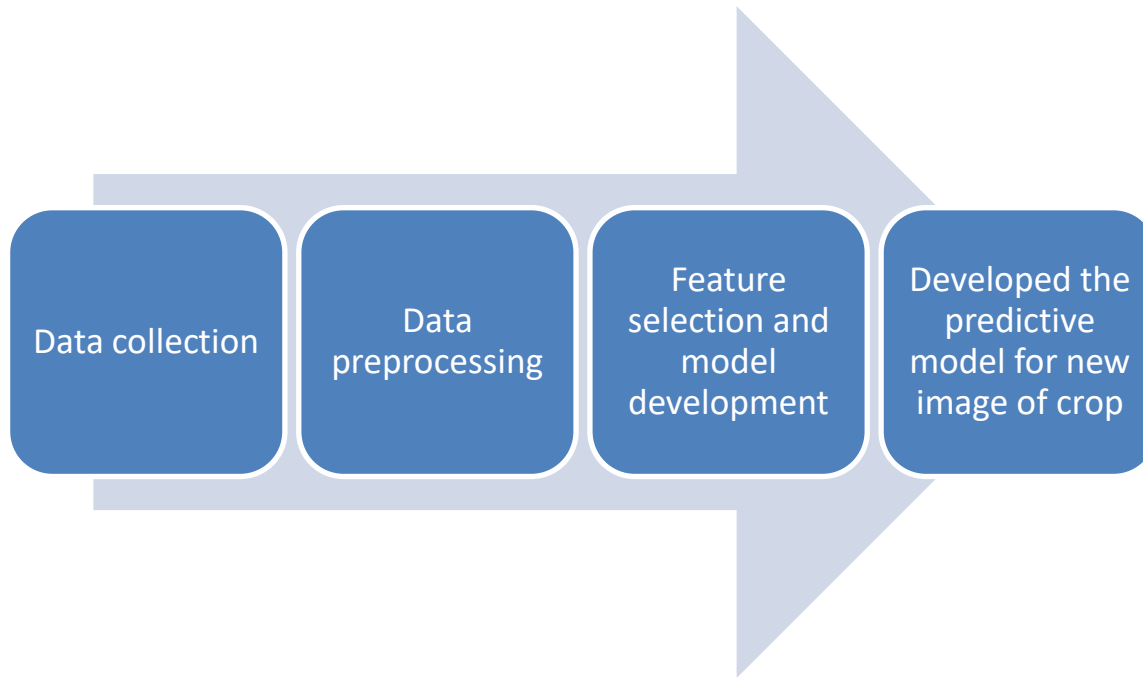 Data collection
Data
preprocessing
Feature
selection and
model
development
Developed the
predictive
model for new
image of crop